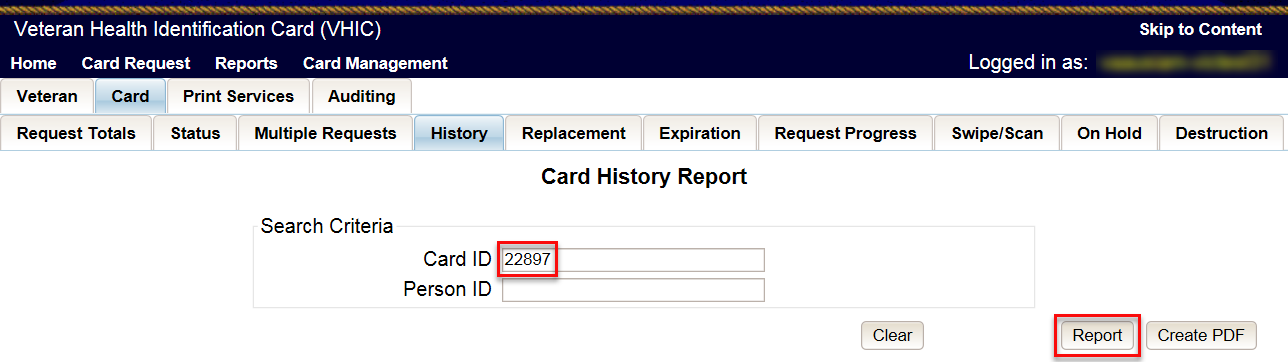 Veteran Health Identification Card (VHIC) Skip to Content
Home Card Request Reports Card Management Logged in as:
Veteran Card Print Services Auditing
Request Totals Status Multiple Requests History Replacement Expiration Request Progress Swipe/Scan On Hold Destruction
Card History Report
Search Criteria
Card ID 22897
Person ID
Clear Report Create PDF